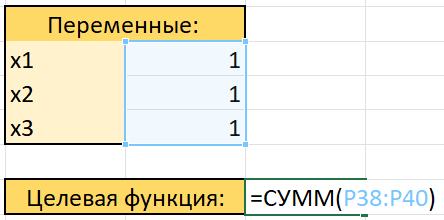 Переменные:
x1 1
x2 1
x3 1
Целевая функция: =СУММ(P38:P40)